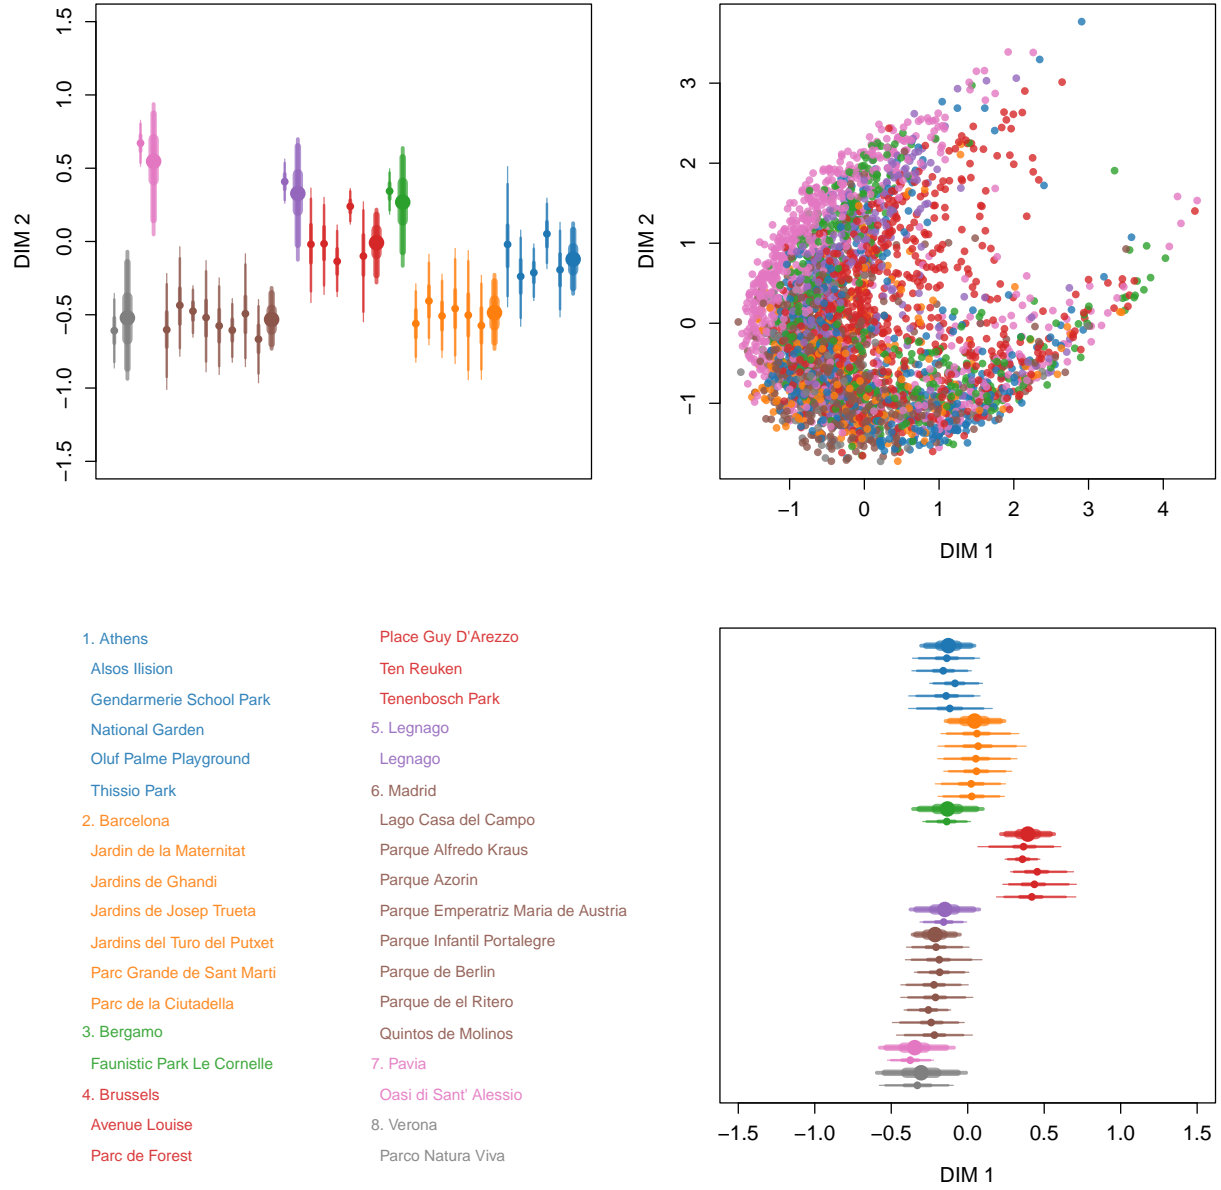 1.5
1.0
0.5
0.0
−0.5
−1.0
−1.5
DIM 2
3
2
1
0
−1
DIM 2
−1 0 1 2 3 4
DIM 1
1. Athens
Alsos Ilision
Gendarmerie School Park
National Garden
Oluf Palme Playground
Thissio Park
2. Barcelona
Jardin de la Maternitat
Jardins de Ghandi
Jardins de Josep Trueta
Jardins del Turo del Putxet
Parc Grande de Sant Marti
Parc de la Ciutadella
3. Bergamo
Faunistic Park Le Cornelle
4. Brussels
Avenue Louise
Parc de Forest
Place Guy D'Arezzo
Ten Reuken
Tenenbosch Park
5. Legnago
Legnago
6. Madrid
Lago Casa del Campo
Parque Alfredo Kraus
Parque Azorin
Parque Emperatriz Maria de Austria
Parque Infantil Portalegre
Parque de Berlin
Parque de el Ritero
Quintos de Molinos
7. Pavia
Oasi di Sant' Alessio
8. Verona
Parco Natura Viva
−1.5 −1.0 −0.5 0.0 0.5 1.0 1.5
DIM 1